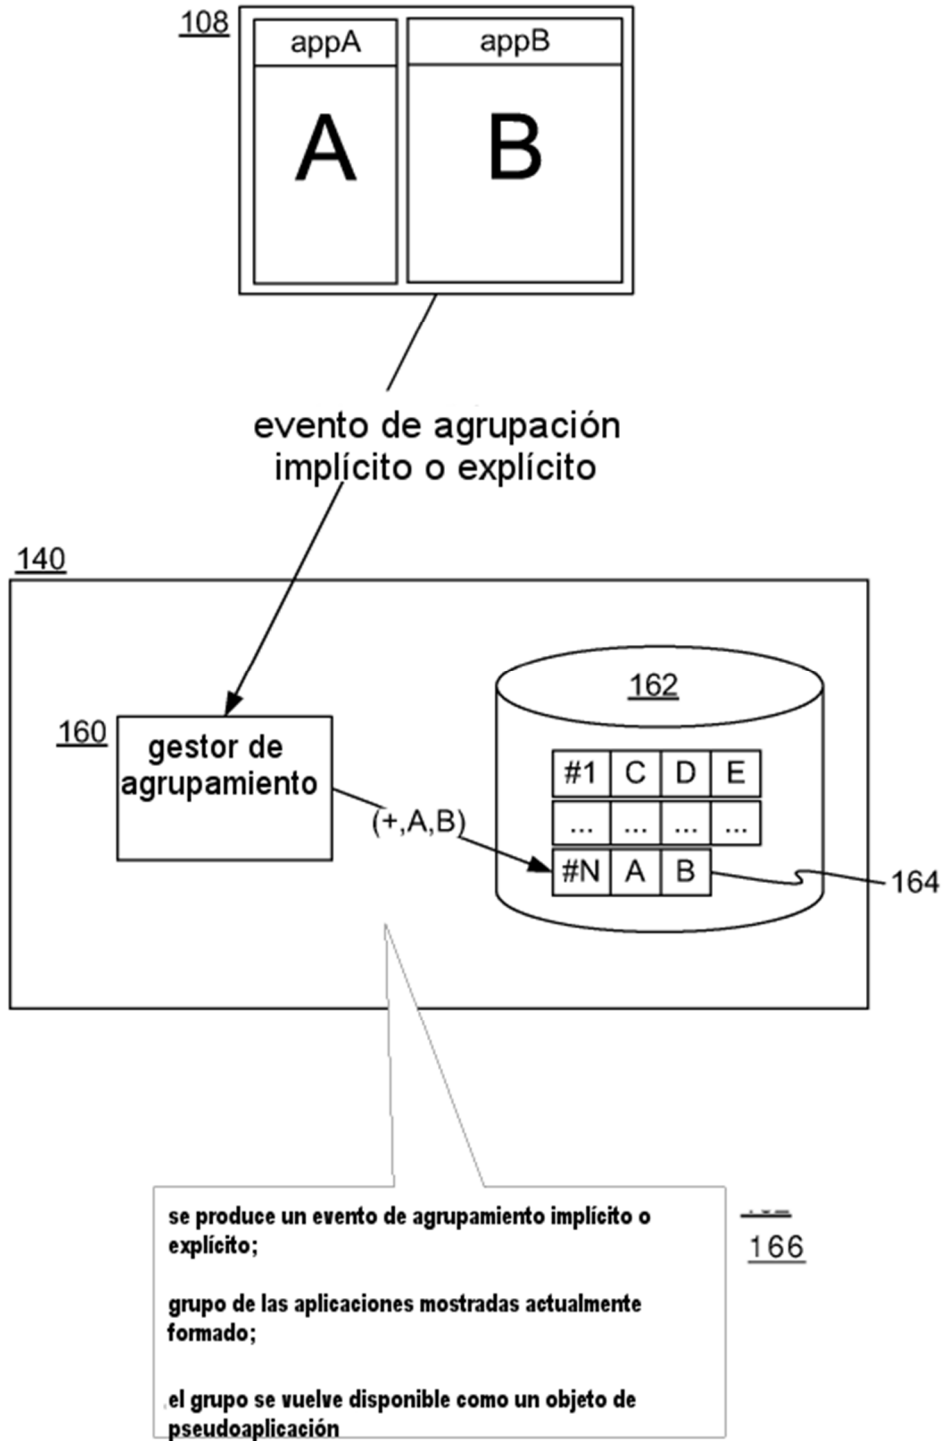 108
appA appB
A B
evento de agrupación
implícito o explícito
140
162
160
gestor de
agrupamiento
#1 C D E
(+,A,B)
... ... ... ...
#N A B
164
se produce un evento de agrupamiento implícito o
explícito;
166
grupo de las aplicaciones mostradas actualmente
formado;
el grupo se vuelve disponible como un objeto de
pseudoaplicación